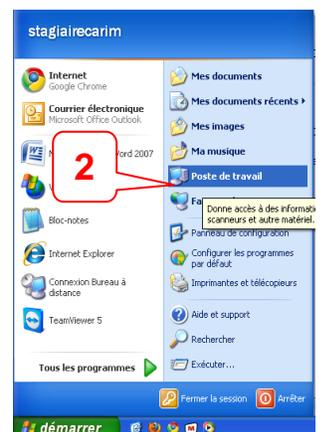 stagiairecarim
Internet
Google Chrome
Courrier électronique
Microsoft Office Outlook
ord 2007
Bloc-notes
Internet Explorer
Connexion Bureau à
distance
TeamViewer 5
Tous les programmes
Mes documents
Mes documents récents
Mes images
Ma musique
Poste de travail
Donne accès à des informati
scanneurs et autre matériel.
Panneau de configuration
Configurer les programmes
par défaut
Imprimantes et télécopieurs
Aide et support
Rechercher
Exécuter...
2
Fermer la session
Arrêter
démarrer